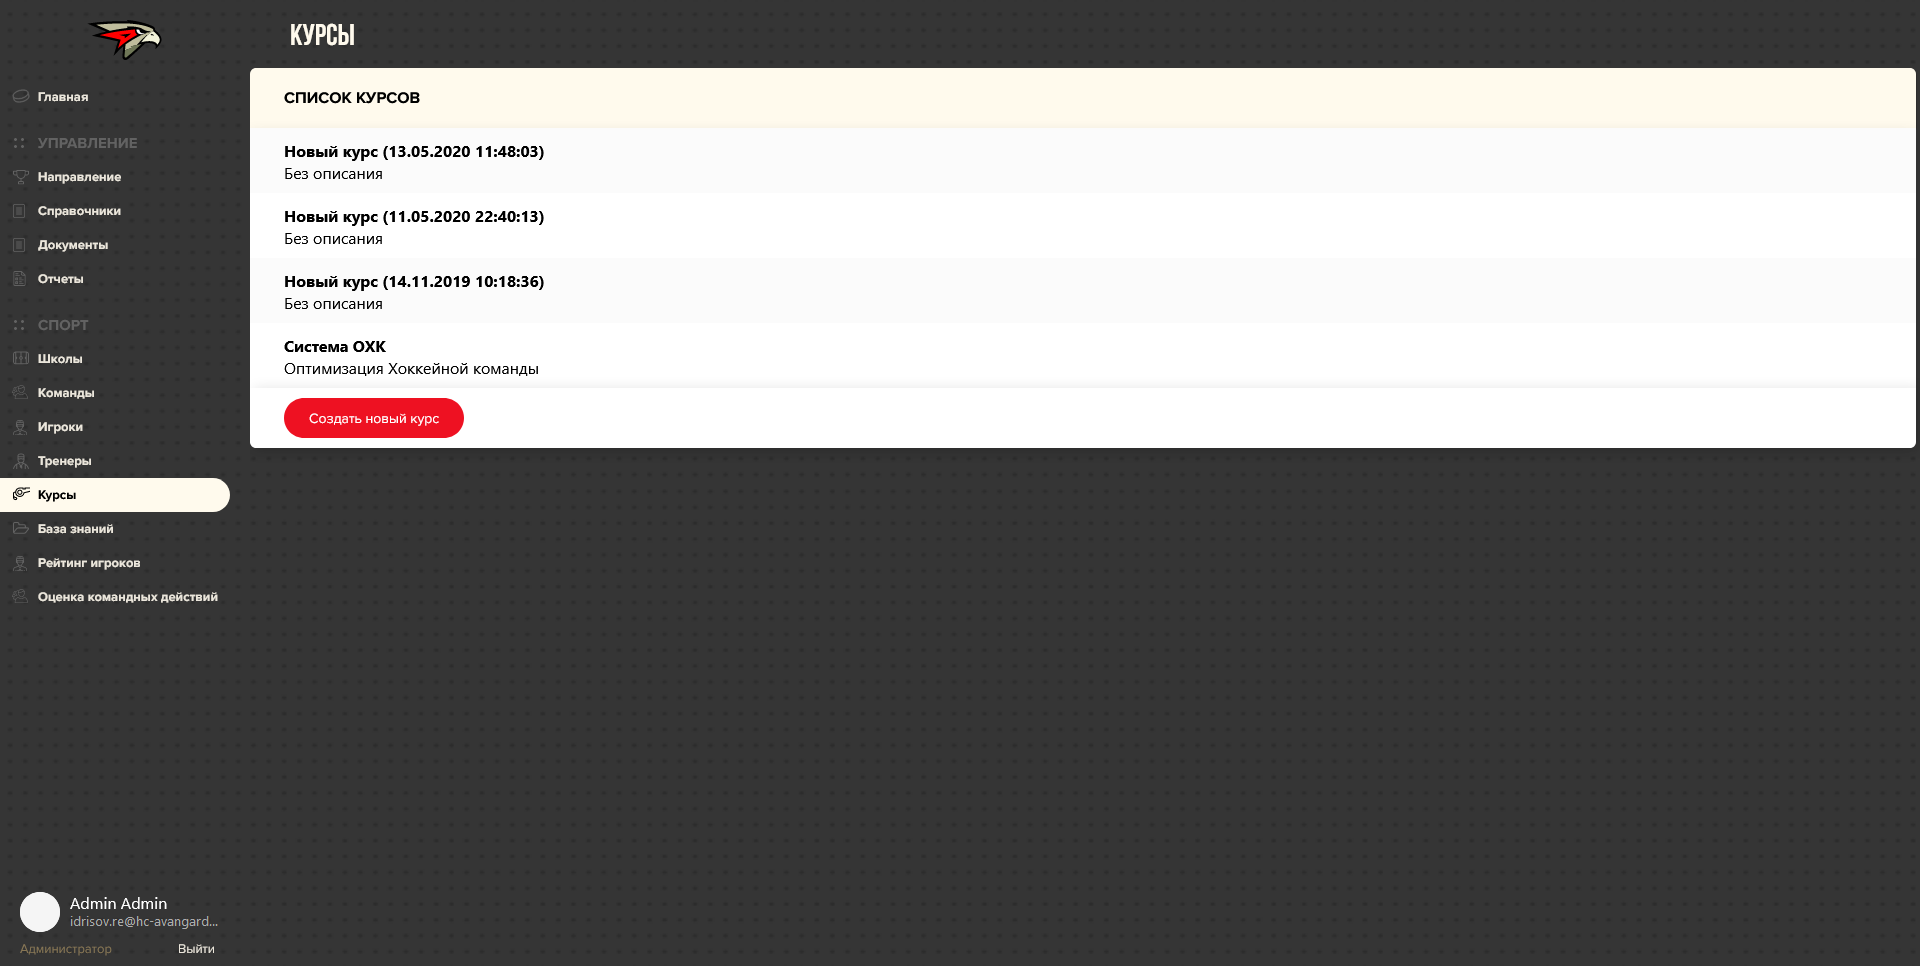 КУРСЫ
Главная
УПРАВЛЕНИЕ
Направление
Справочники
Документы
Отчеты
СПОРТ
Школы
Команды
Игроки
Тренеры
Курсы
База знаний
Рейтинг игроков
Оценка командных действий
Admin Admin
idrisov.re@hc-avangard...
Администратор
Выйти
СПИСОК КУРСОВ
Новый курс (13.05.2020 11:48:03)
Без описания
Новый курс (11.05.2020 22:40:13)
Без описания
Новый курс (14.11.2019 10:18:36)
Без описания
Система ОХК
Оптимизация Хоккейной команды
Создать новый курс